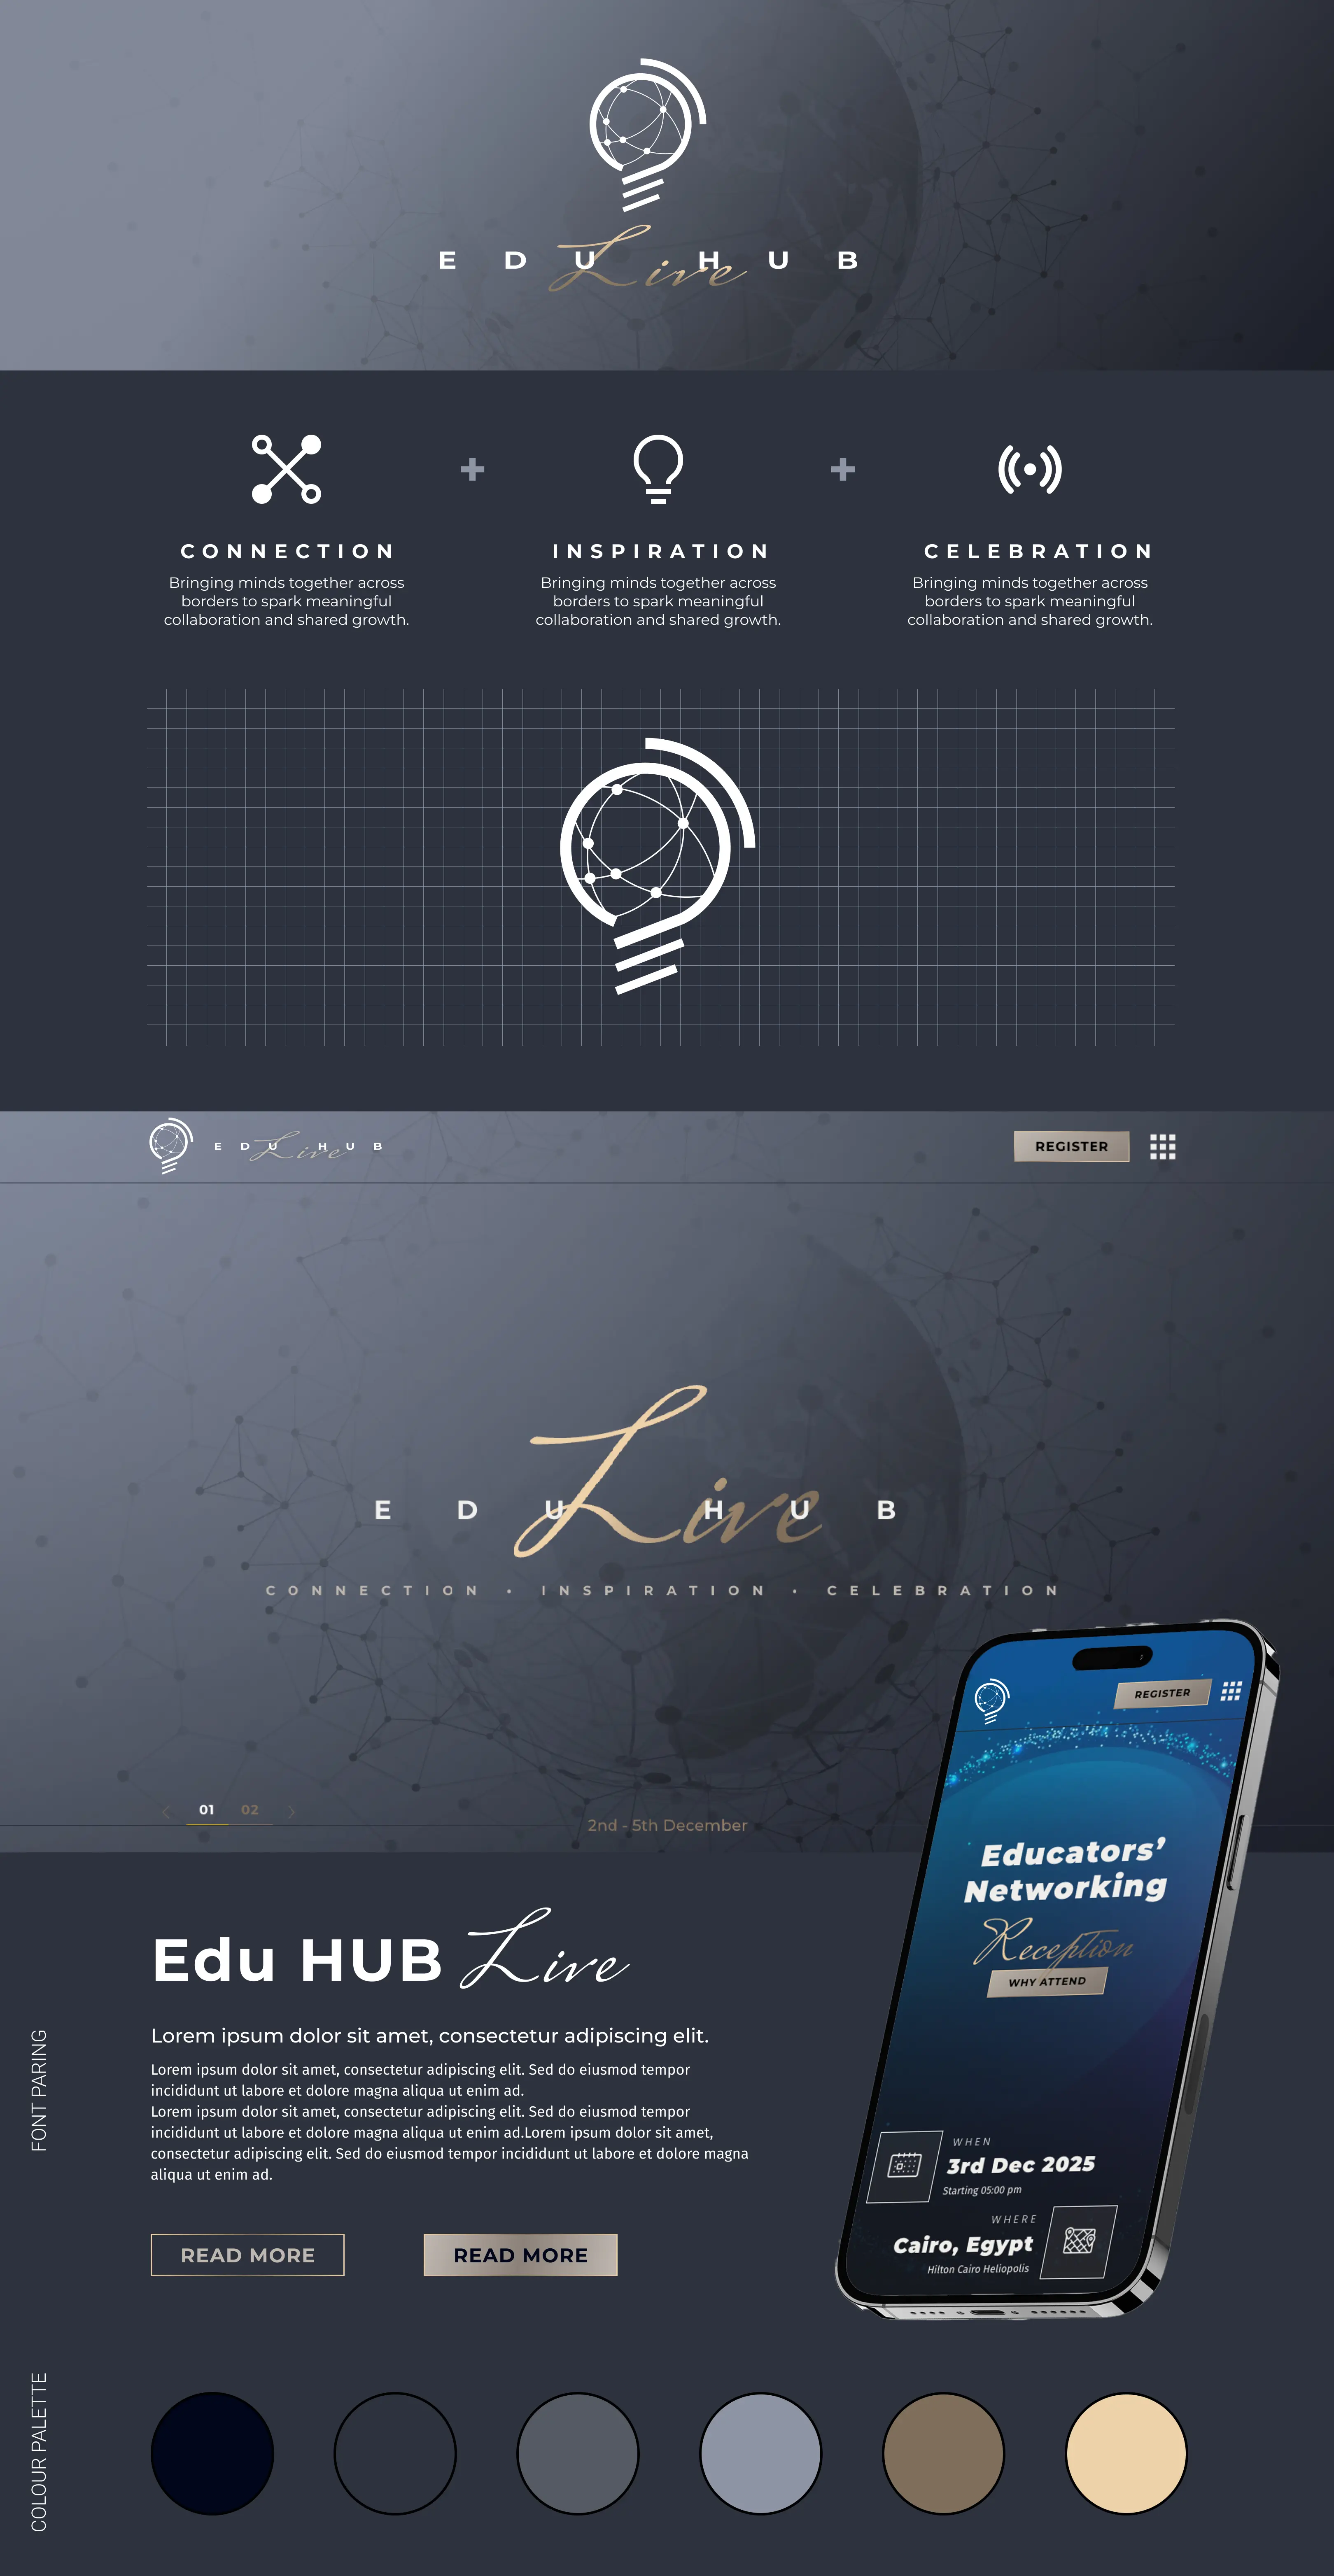 EDU HUB
Live
CONNECTION
Bringing minds together across
borders to spark meaningful
collaboration and shared growth.
INSPIRATION
Bringing minds together across
borders to spark meaningful
collaboration and shared growth.
CELEBRATION
Bringing minds together across
borders to spark meaningful
collaboration and shared growth.
EDU HUB
Live
REGISTER
EDU HUB
Live
CONNECTION • INSPIRATION • CELEBRATION
01 02
2nd - 5th December
REGISTER
Educators’
Networking
Reception
WHY ATTEND
WHEN
3rd Dec 2025
Starting 05:00 pm
WHERE
Cairo, Egypt
Hilton Cairo Heliopolis
FONT PARING
Edu HUB Live
Lorem ipsum dolor sit amet, consectetur adipiscing elit.
Lorem ipsum dolor sit amet, consectetur adipiscing elit. Sed do eiusmod tempor
incididunt ut labore et dolore magna aliqua ut enim ad.
Lorem ipsum dolor sit amet, consectetur adipiscing elit. Sed do eiusmod tempor
incididunt ut labore et dolore magna aliqua ut enim ad.Lorem ipsum dolor sit amet,
consectetur adipiscing elit. Sed do eiusmod tempor incididunt ut labore et dolore magna
aliqua ut enim ad.
READ MORE
READ MORE
COLOUR PALETTE